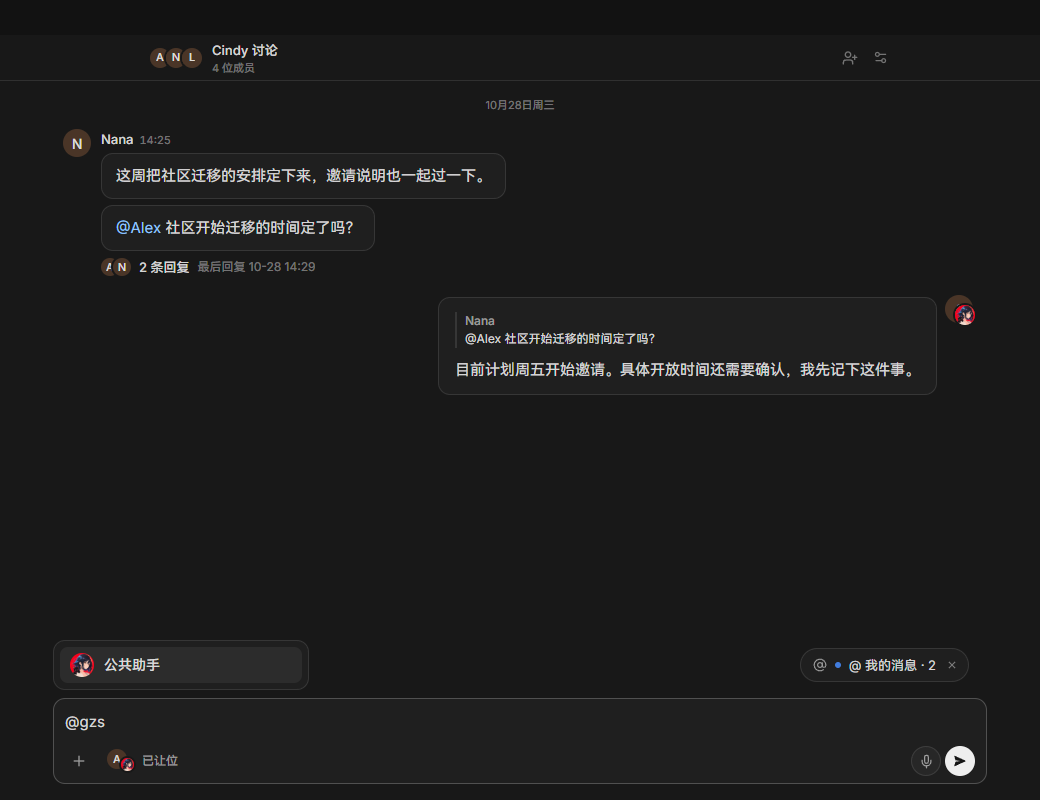 A N L
Cindy 讨论
4 位成员
10月28日周三
N
Nana 14:25
这周把社区迁移的安排定下来，邀请说明也一起过一下。
@Alex 社区开始迁移的时间定了吗？
A N 2 条回复 最后回复 10-28 14:29
Nana
@Alex 社区开始迁移的时间定了吗？
目前计划周五开始邀请。具体开放时间还需要确认，我先记下这件事。
公共助手
@ 我的消息 · 2
@gzs
A 已让位